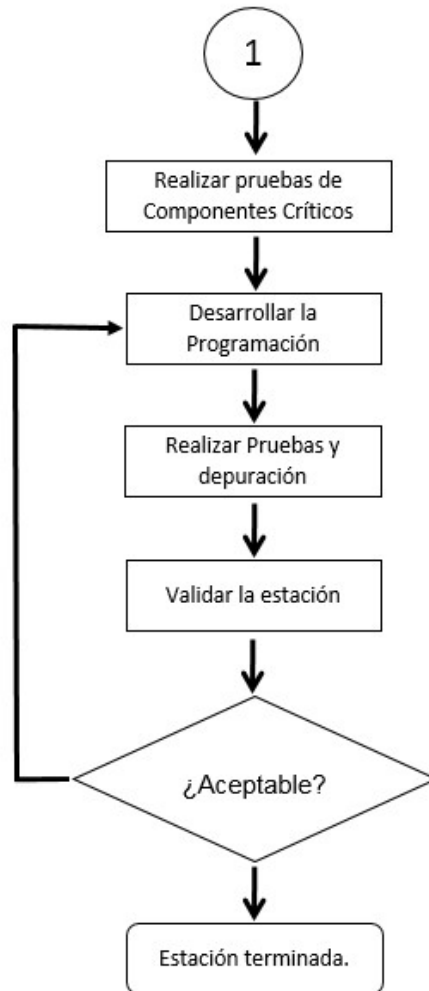 1
Realizar pruebas de
Componentes Críticos
Desarrollar la
Programación
Realizar Pruebas y
depuración
Validar la estación
¿Aceptable?
Estación terminada.